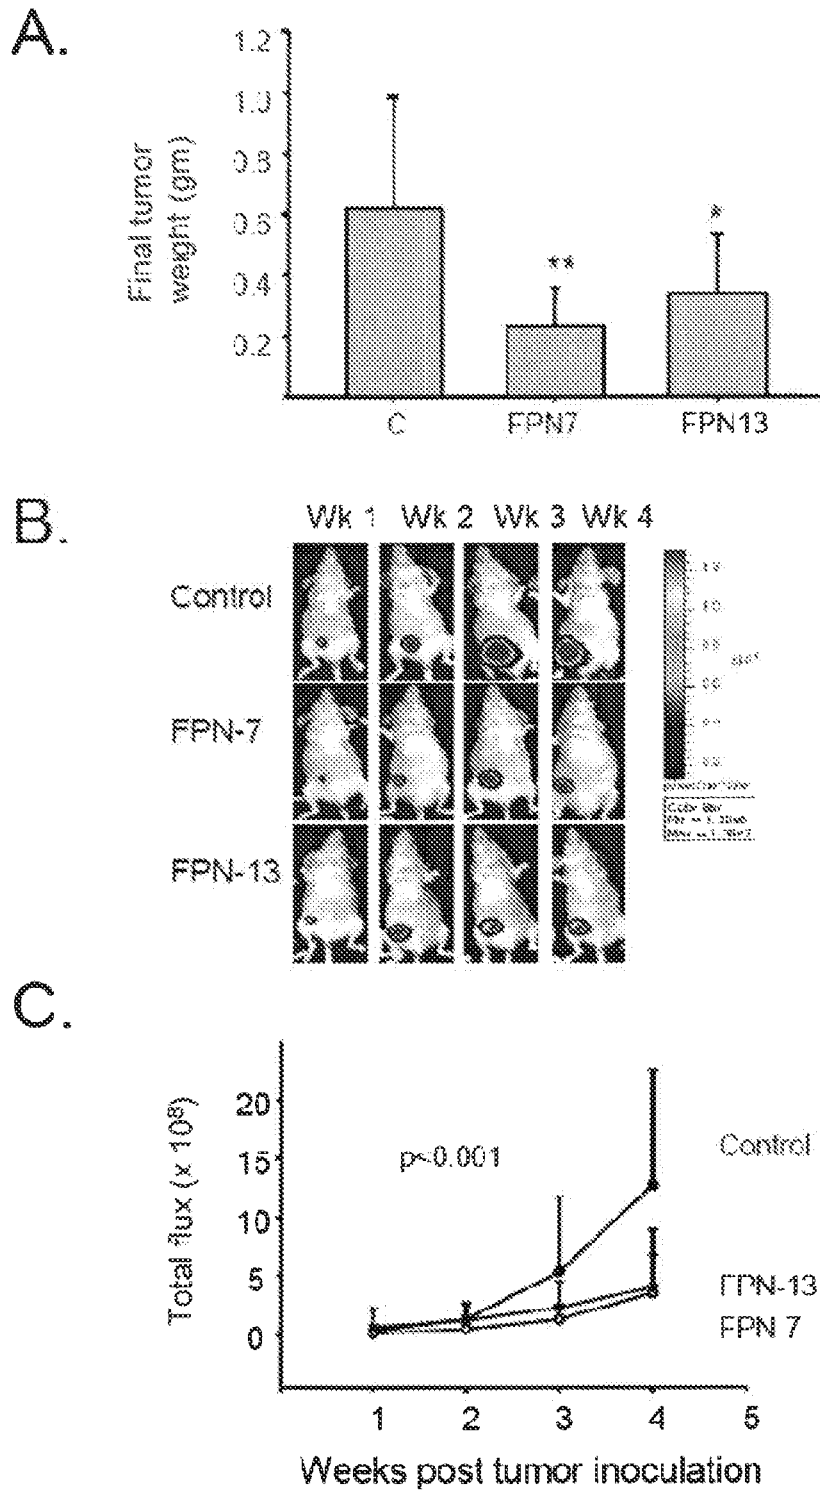 A.
1.2
1.0
0.8
0.6
0.4
0.2
Final tumor
weight (gm)
**
*
C
FPN7
FPN13
B.
Wk 1
Wk 2
Wk 3
Wk 4
Control
FPN-7
FPN-13
Color Bar
C.
Total flux (x 10⁸)
20
15
10
5
0
p<0.001
Control
FPN-13
FPN 7
1
2
3
4
5
Weeks post tumor inoculation